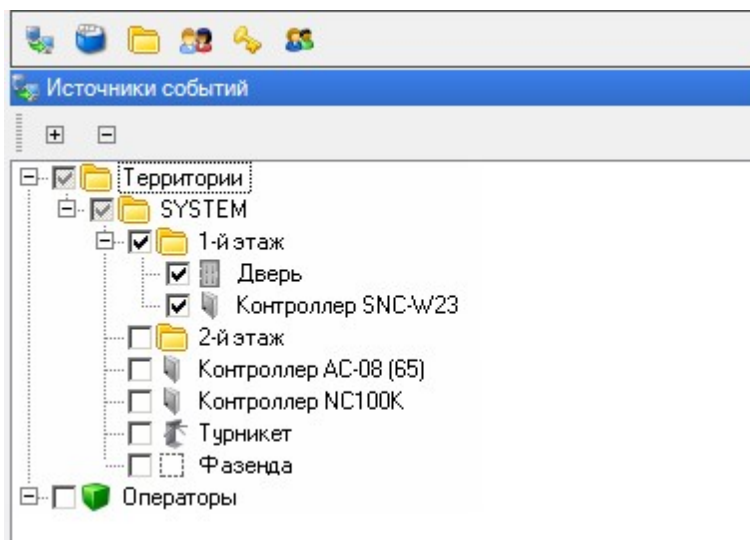 Источники событий
Территории
SYSTEM
1-й этаж
Дверь
Контроллер SNC-W23
2-й этаж
Контроллер AC-08 (65)
Контроллер NC100K
Турникет
Фазенда
Операторы